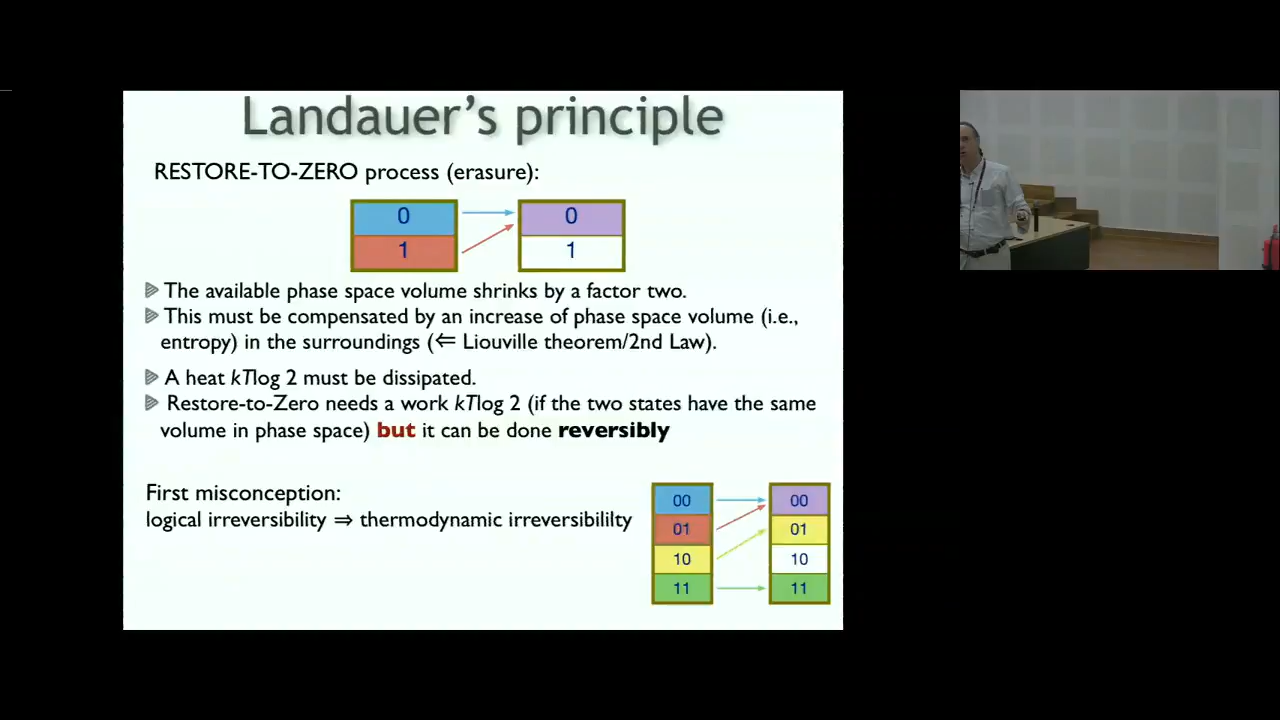 Landauer's principle
RESTORE-TO-ZERO process (erasure):
0 0
1 1
The available phase space volume shrinks by a factor two.
This must be compensated by an increase of phase space volume (i.e.,
entropy) in the surroundings (⇐ Liouville theorem/2nd Law).
A heat kTlog 2 must be dissipated.
Restore-to-Zero needs a work kTlog 2 (if the two states have the same
volume in phase space) but it can be done reversibly
First misconception:
logical irreversibility ⇒ thermodynamic irreversibililty
00 00
01 01
10 10
11 11